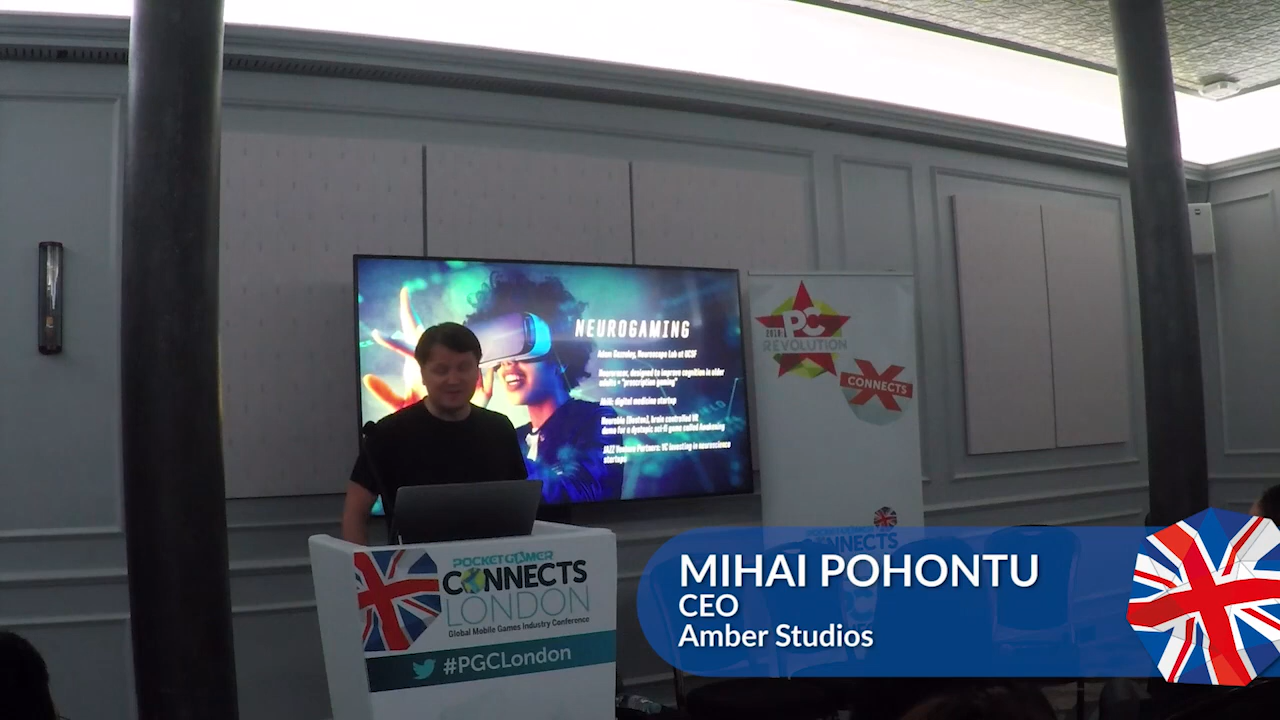 NEUROGAMING
Adam Gazzaley, Neuroscape Lab at UCSF
Neuroracer, designed to improve cognition in older
adults - "prescription gaming"
Akili: digital medicine startup
Neurable (Boston), brain controlled VR
demo for a dystopic sci-fi game called Awakening
JAZZ Venture Partners: VC investing in neuroscience
startups
PC
REVOLUTION
CONNECTS
CONNECTS
POCKET GAMER
CONNECTS
LONDON
Global Mobile Games Industry Conference
#PGCLondon
MIHAI POHONTU
CEO
Amber Studios